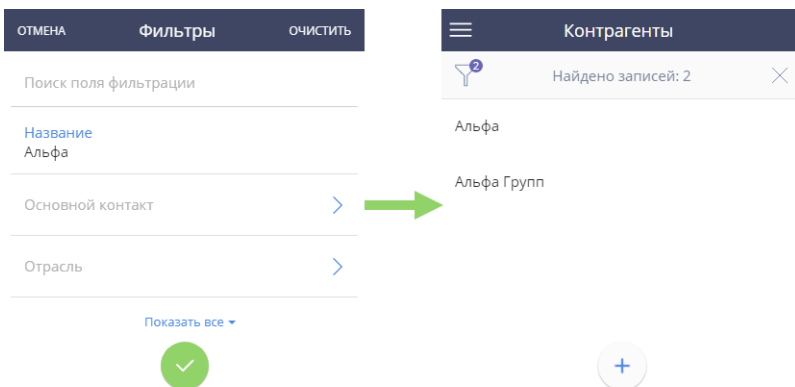 ОТМЕНА Фильтры ОЧИСТИТЬ
Поиск поля фильтрации
Название
Альфа
Основной контакт
Отрасль
Показать все
Контрагенты
2
Найдено записей: 2
Альфа
Альфа Групп